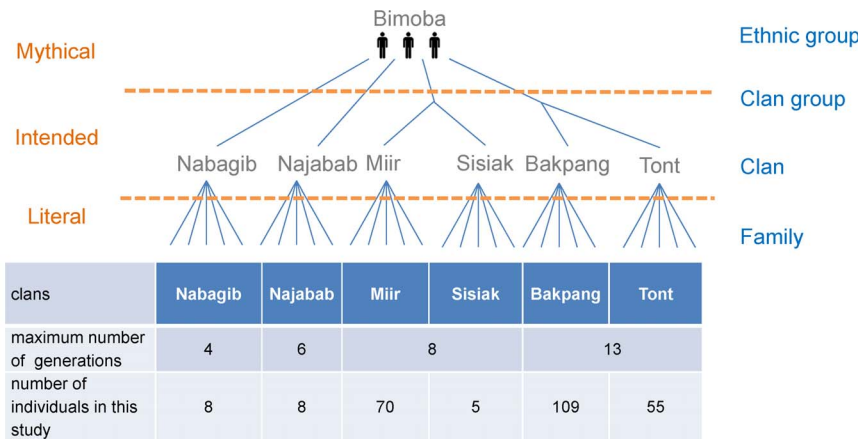 Bimoba
Mythical
Ethnic group
Clan group
Intended
Nabagib Najabab Miir Sisiak Bakpang Tont
Clan
Literal
Family
clans Nabagib Najabab Miir Sisiak Bakpang Tont
maximum number
of generations 4 6 8 13
number of
individuals in this
study 8 8 70 5 109 55